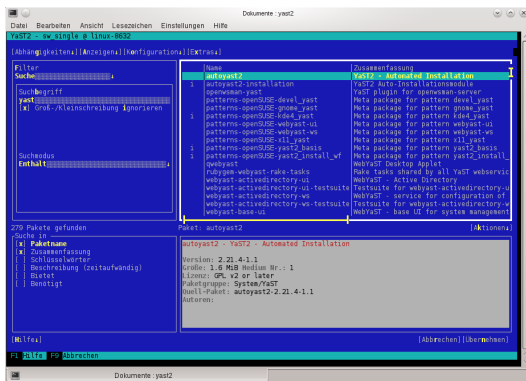 Dokumente : yast2
Datei Bearbeiten Ansicht Lesezeichen Einstellungen Hilfe
YaST2 - sw_single @ linux-0632
[Abhängigkeiten↓][Anzeigen↓][Konfiguration↓][Extras↓]
Filter
Suche
Suchbegriff
yast
[x] Groß-/Kleinschreibung ignorieren
Suchmodus
Enthält
279 Pakete gefunden
Suche in
[x] Paketname
[x] Zusammenfassung
[ ] Schlüsselwörter
[ ] Beschreibung (zeitaufwändig)
[ ] Bietet
[ ] Benötigt
Name Zusammenfassung
autoyast2 YaST2 - Automated Installation
i autoyast2-installation YaST2 Auto-Installationsmodule
openwsman-yast YaST plugin for openwsman-server
patterns-openSUSE-devel_yast Meta package for pattern devel_yast
patterns-openSUSE-gnome_yast Meta package for pattern gnome_yast
i patterns-openSUSE-kde4_yast Meta package for pattern kde4_yast
patterns-openSUSE-webyast-ui Meta package for pattern webyast-ui
patterns-openSUSE-webyast-ws Meta package for pattern webyast-ws
patterns-openSUSE-x11_yast Meta package for pattern x11_yast
i patterns-openSUSE-yast2_basis Meta package for pattern yast2_basis
i patterns-openSUSE-yast2_install_wf Meta package for pattern yast2_install_
qwebyast WebYaST Desktop Applet
rubygem-webyast-rake-tasks Rake tasks shared by all YaST webservic
webyast-activedirectory-ui WebYaST - Active Directory
webyast-activedirectory-ui-testsuite Testsuite for webyast-activedirectory-u
webyast-activedirectory-ws WebYaST - service for configuration of
webyast-activedirectory-ws-testsuite Testsuite for webyast-activedirectory-w
webyast-base-ui WebYaST - base UI for system management
Paket: autoyast2 [Aktionen↓]
autoyast2 - YaST2 - Automated Installation
Version: 2.21.4-1.1
Größe: 1.6 MiB Medium Nr.: 1
Lizenz: GPL v2 or later
Paketgruppe: System/YaST
Quell-Paket: autoyast2-2.21.4-1.1
Autoren:
[Hilfe↓] [Abbrechen][Übernehmen]
F1 Hilfe F9 Abbrechen
Dokumente : yast2